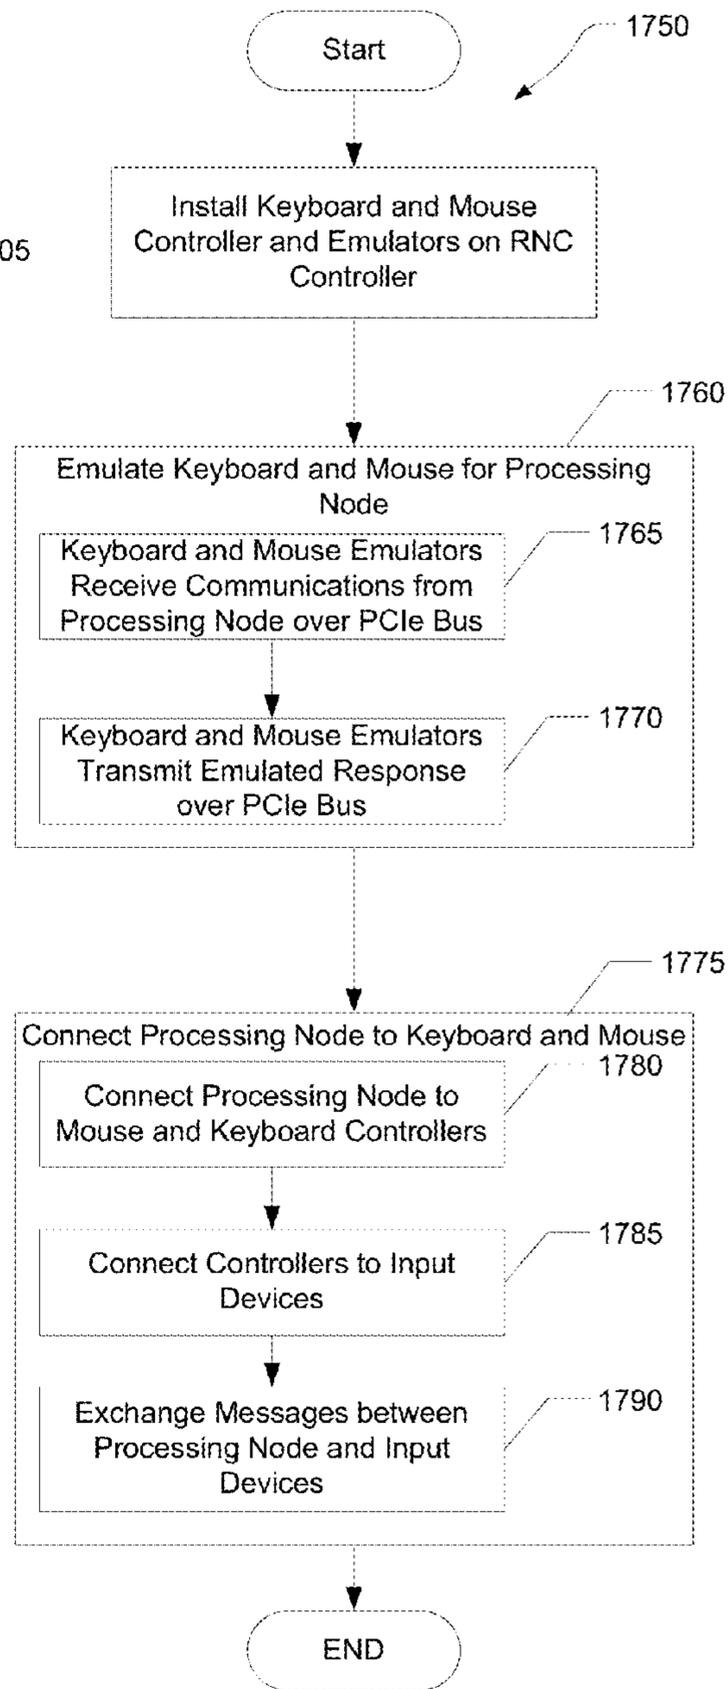 Start
1750
Install Keyboard and Mouse
Controller and Emulators on RNC
Controller
05
1760
Emulate Keyboard and Mouse for Processing
Node
1765
Keyboard and Mouse Emulators
Receive Communications from
Processing Node over PCIe Bus
1770
Keyboard and Mouse Emulators
Transmit Emulated Response
over PCIe Bus
1775
Connect Processing Node to Keyboard and Mouse
1780
Connect Processing Node to
Mouse and Keyboard Controllers
1785
Connect Controllers to Input
Devices
1790
Exchange Messages between
Processing Node and Input
Devices
END